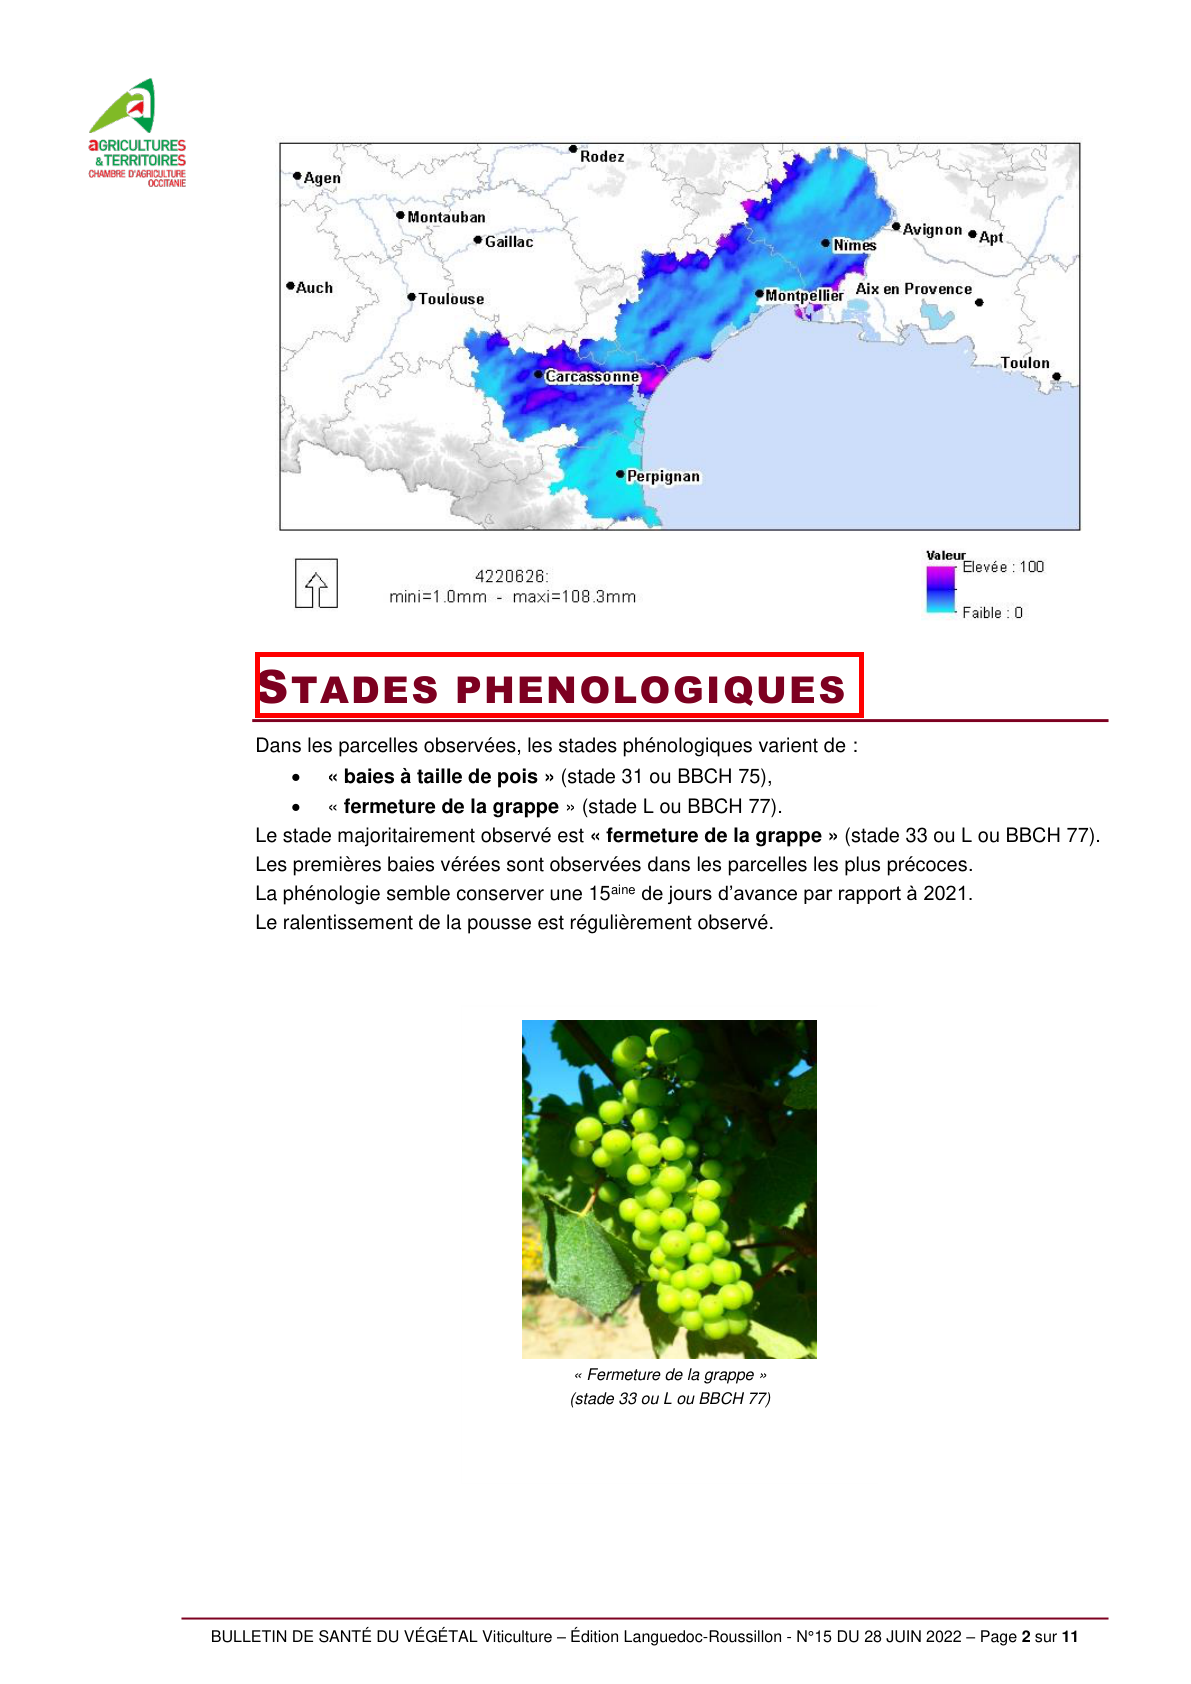 aGRICULTURES
& TERRITOIRES
CHAMBRE D'AGRICULTURE
OCCITANIE
Rodez
Agen
Montauban
Gaillac
Avignon
Apt
Nîmes
Auch
Toulouse
Montpellier
Aix en Provence
Toulon
Carcassonne
Perpignan
4220626:
mini=1.0mm - maxi=108.3mm
Valeur
Elevée : 100
Faible : 0
STADES PHENOLOGIQUES
Dans les parcelles observées, les stades phénologiques varient de :
• « baies à taille de pois » (stade 31 ou BBCH 75),
• « fermeture de la grappe » (stade L ou BBCH 77).
Le stade majoritairement observé est « fermeture de la grappe » (stade 33 ou L ou BBCH 77).
Les premières baies vérées sont observées dans les parcelles les plus précoces.
La phénologie semble conserver une 15aine de jours d'avance par rapport à 2021.
Le ralentissement de la pousse est régulièrement observé.
« Fermeture de la grappe »
(stade 33 ou L ou BBCH 77)
BULLETIN DE SANTÉ DU VÉGÉTAL Viticulture – Édition Languedoc-Roussillon - N°15 DU 28 JUIN 2022 – Page 2 sur 11